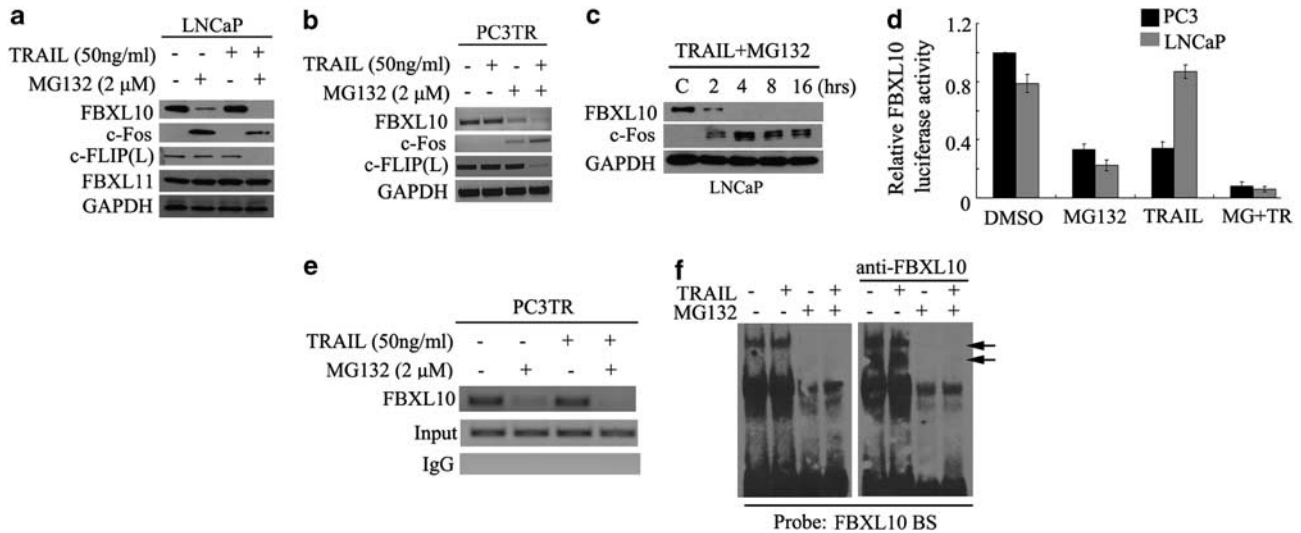 a
LNCaP
TRAIL (50ng/ml) - - + +
MG132 (2 µM) - + - +
FBXL10
c-Fos
c-FLIP(L)
FBXL11
GAPDH
b
PC3TR
TRAIL (50ng/ml) - + - +
MG132 (2 µM) - - + +
FBXL10
c-Fos
c-FLIP(L)
GAPDH
c
TRAIL+MG132
C 2 4 8 16 (hrs)
FBXL10
c-Fos
GAPDH
LNCaP
d
PC3
LNCaP
Relative FBXL10
luciferase activity
1.2
0.8
0.4
0
DMSO MG132 TRAIL MG+TR
e
PC3TR
TRAIL (50ng/ml) - - + +
MG132 (2 µM) - + - +
FBXL10
Input
IgG
f
anti-FBXL10
TRAIL - + - + - + - +
MG132 - - + + - - + +
Probe: FBXL10 BS